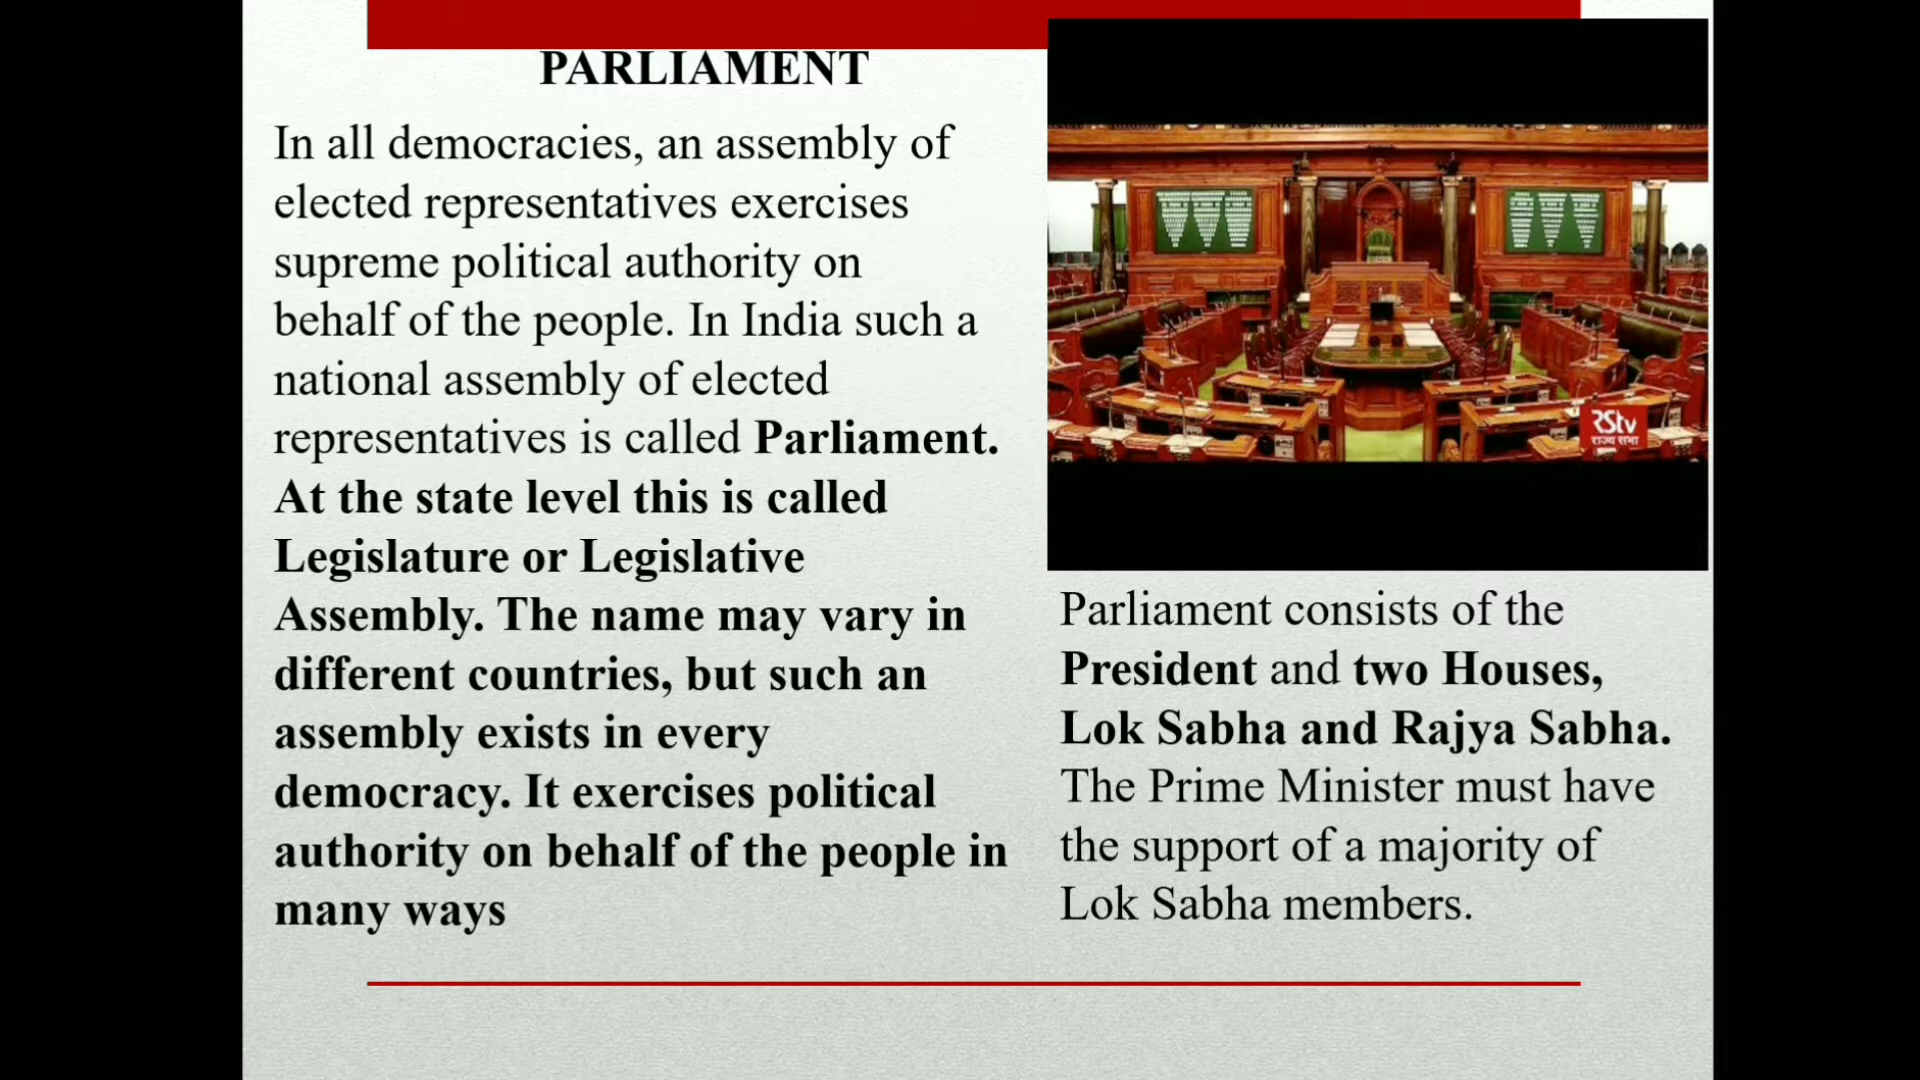 PARLIAMENT
In all democracies, an assembly of
elected representatives exercises
supreme political authority on
behalf of the people. In India such a
national assembly of elected
representatives is called Parliament.
At the state level this is called
Legislature or Legislative
Assembly. The name may vary in
different countries, but such an
assembly exists in every
democracy. It exercises political
authority on behalf of the people in
many ways
RStv
राज्य सभा
Parliament consists of the
President and two Houses,
Lok Sabha and Rajya Sabha.
The Prime Minister must have
the support of a majority of
Lok Sabha members.